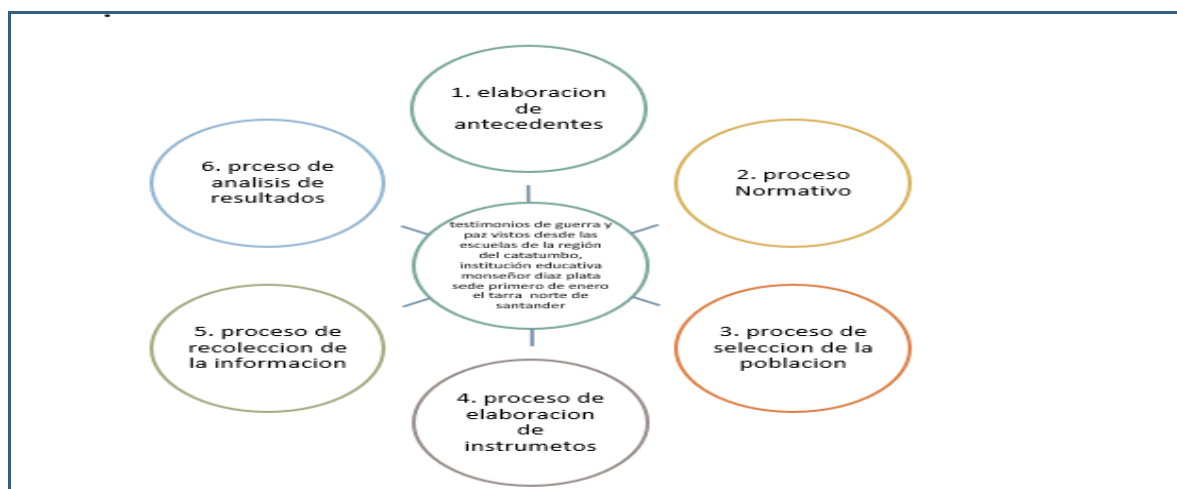 1. elaboracion
de
antecedentes
2. proceso
Normativo
3. proceso de
seleccion de la
poblacion
4. proceso de
elaboracion
de
instrumetos
5. proceso de
recoleccion de
la informacion
6. prceso de
analisis de
resultados
testimonios de guerra y
paz vistos desde las
escuelas de la región
del catatumbo,
institución educativa
monseñor diaz plata
sede primero de enero
el tarra norte de
santander